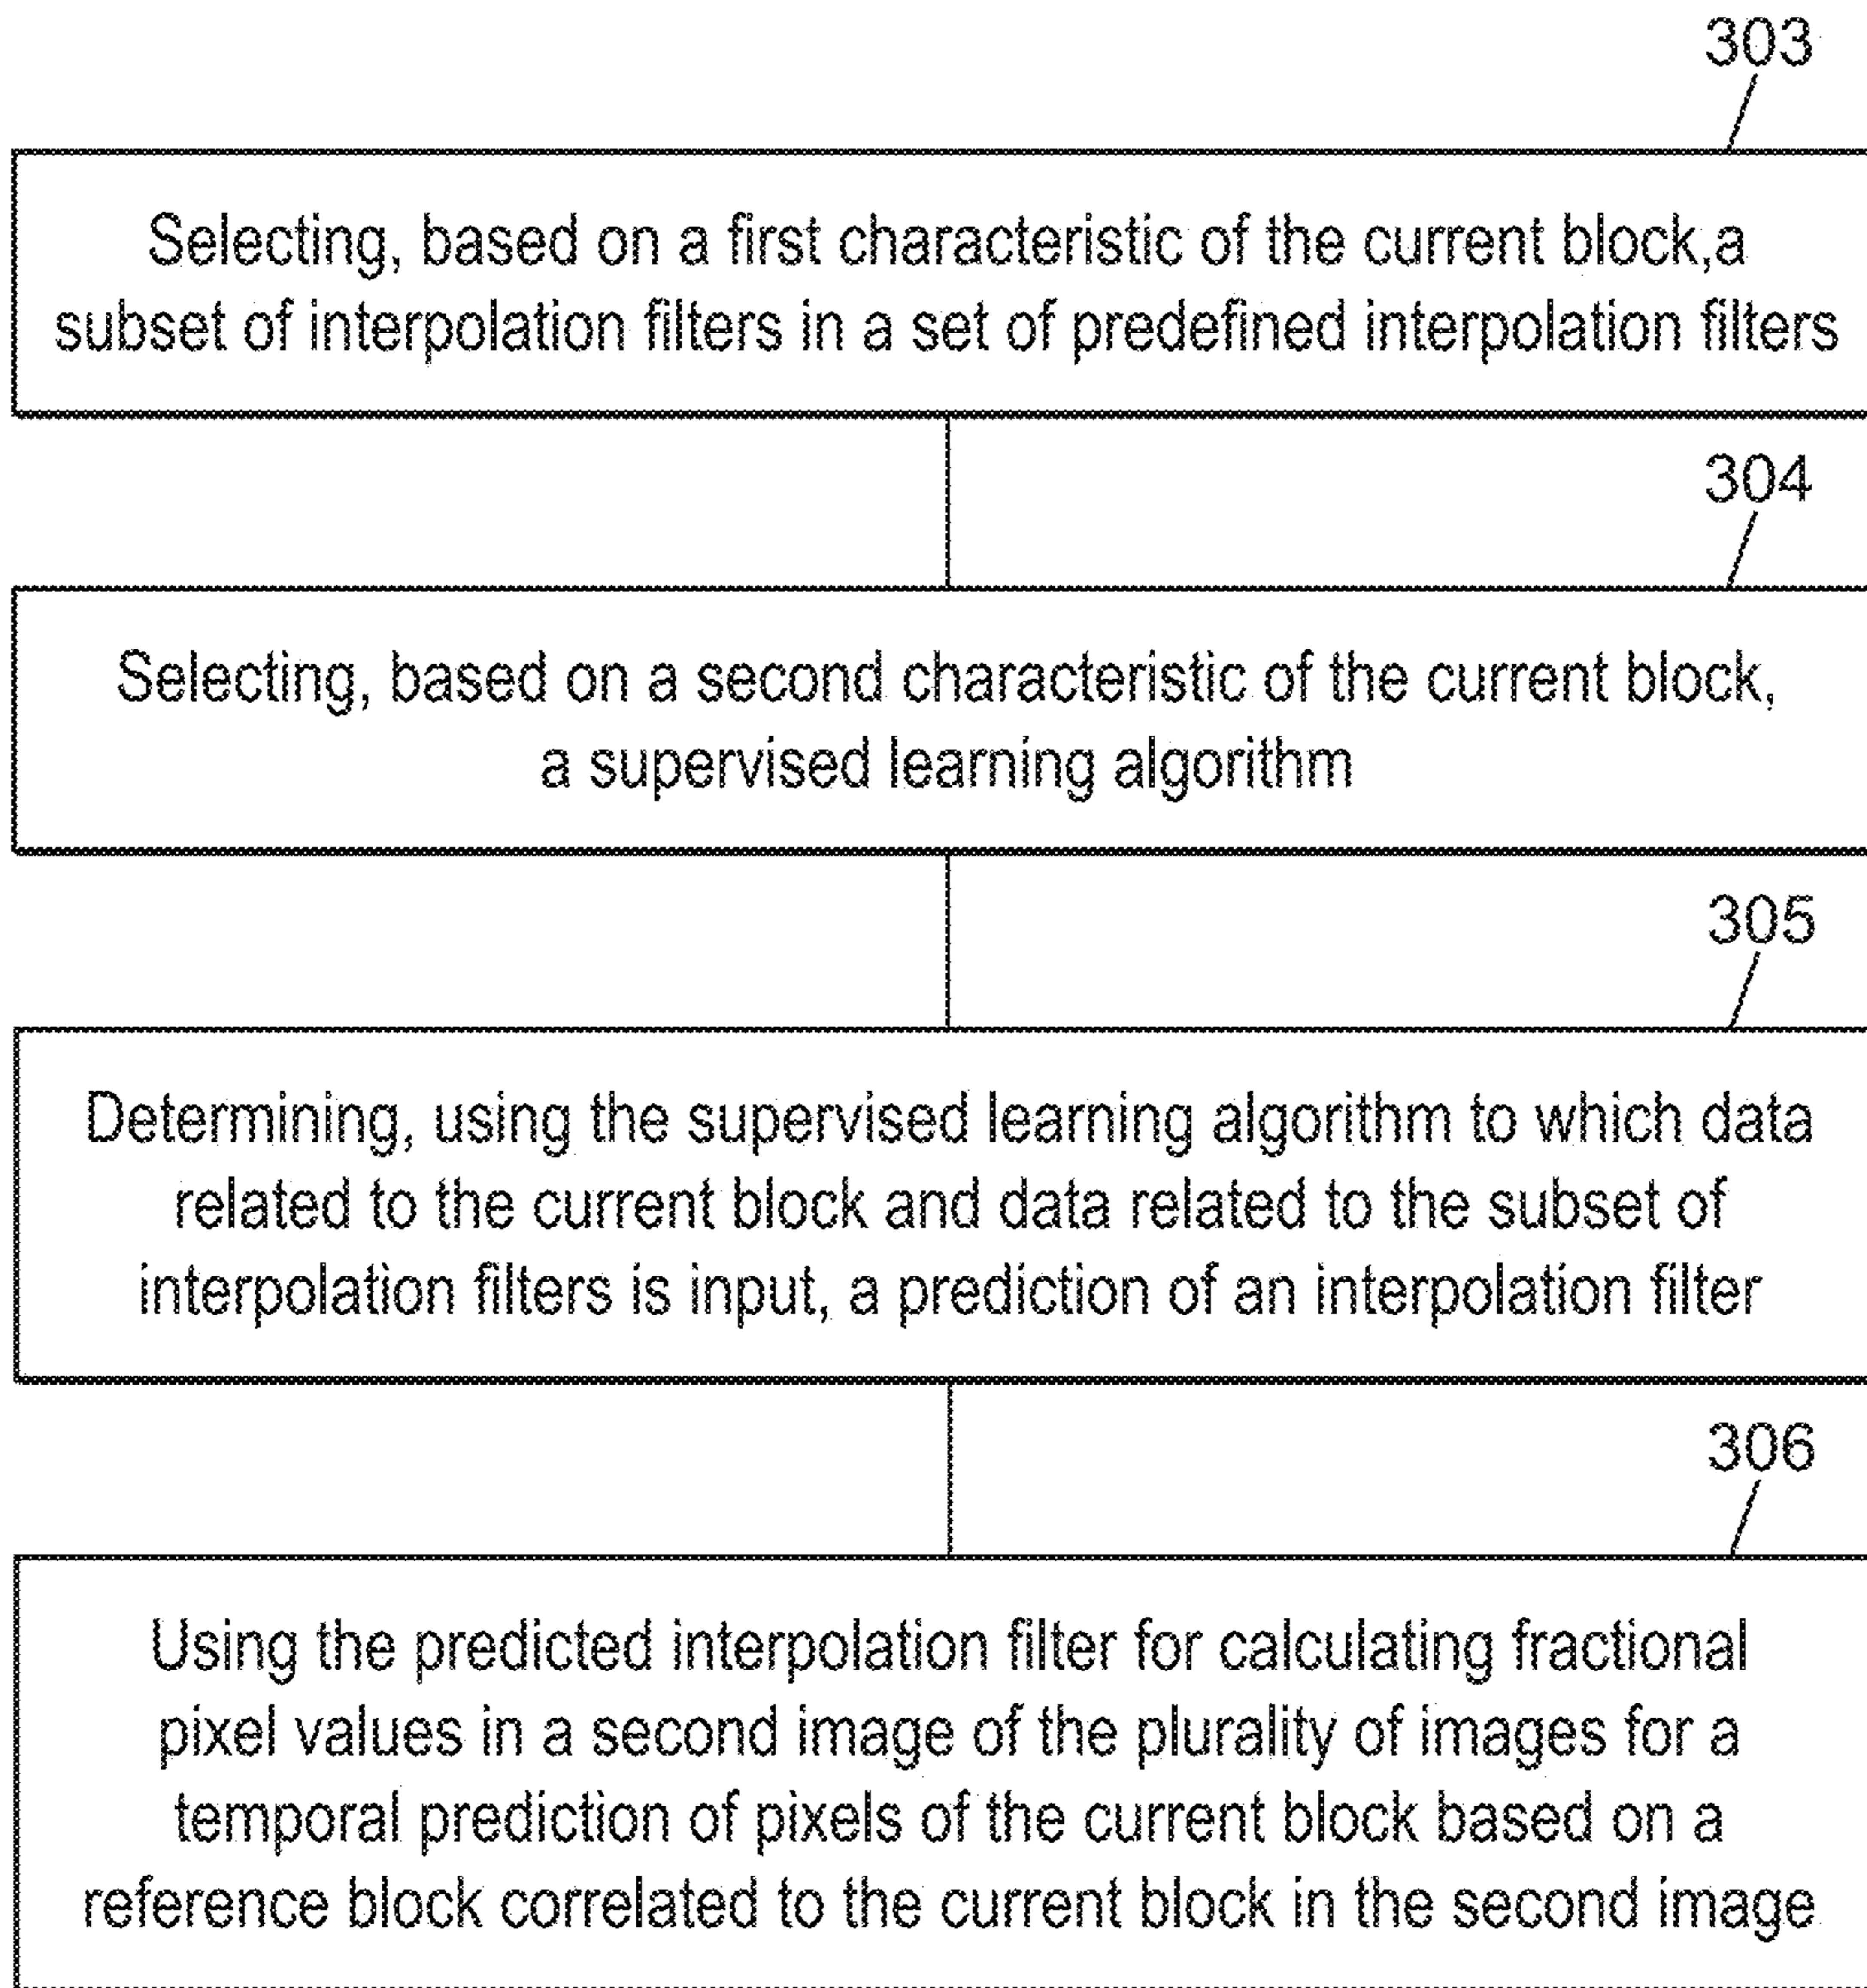 303
Selecting, based on a first characteristic of the current block,a
subset of interpolation filters in a set of predefined interpolation filters
304
Selecting, based on a second characteristic of the current block,
a supervised learning algorithm
305
Determining, using the supervised learning algorithm to which data
related to the current block and data related to the subset of
interpolation filters is input, a prediction of an interpolation filter
306
Using the predicted interpolation filter for calculating fractional
pixel values in a second image of the plurality of images for a
temporal prediction of pixels of the current block based on a
reference block correlated to the current block in the second image